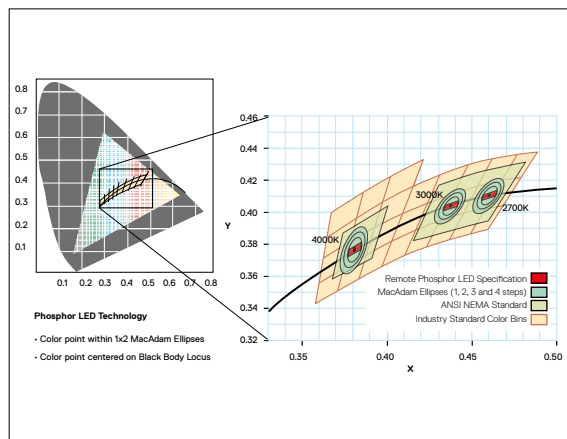 0.8
0.7
0.6
0.5
0.4
0.3
0.2
0.1
0.1 0.2 0.3 0.4 0.5 0.6 0.7 0.8
Phosphor LED Technology
• Color point within 1x2 MacAdam Ellipses
• Color point centered on Black Body Locus
0.46
0.44
0.42
0.40
0.38
0.36
0.34
0.32
Y
4000K
3000K
2700K
Remote Phosphor LED Specification
MacAdam Ellipses (1, 2, 3 and 4 steps)
ANSI NEMA Standard
Industry Standard Color Bins
0.35 0.40 0.45 0.50
X